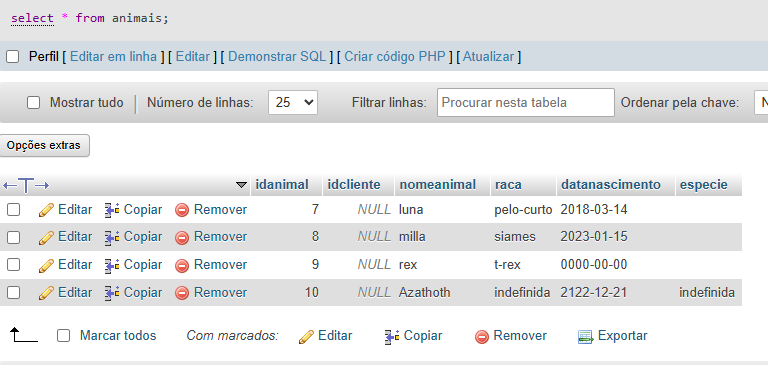 select * from animais;
Perfil [ Editar em linha ] [ Editar ] [ Demonstrar SQL ] [ Criar código PHP ] [ Atualizar ]
Mostrar tudo Número de linhas: 25 Filtrar linhas: Procurar nesta tabela Ordenar pela chave: N
Opções extras
idanimal idcliente nomeanimal raca datanascimento especie
Editar Copiar Remover 7 NULL luna pelo-curto 2018-03-14
Editar Copiar Remover 8 NULL milla siames 2023-01-15
Editar Copiar Remover 9 NULL rex t-rex 0000-00-00
Editar Copiar Remover 10 NULL Azathoth indefinida 2122-12-21 indefinida
Marcar todos Com marcados: Editar Copiar Remover Exportar